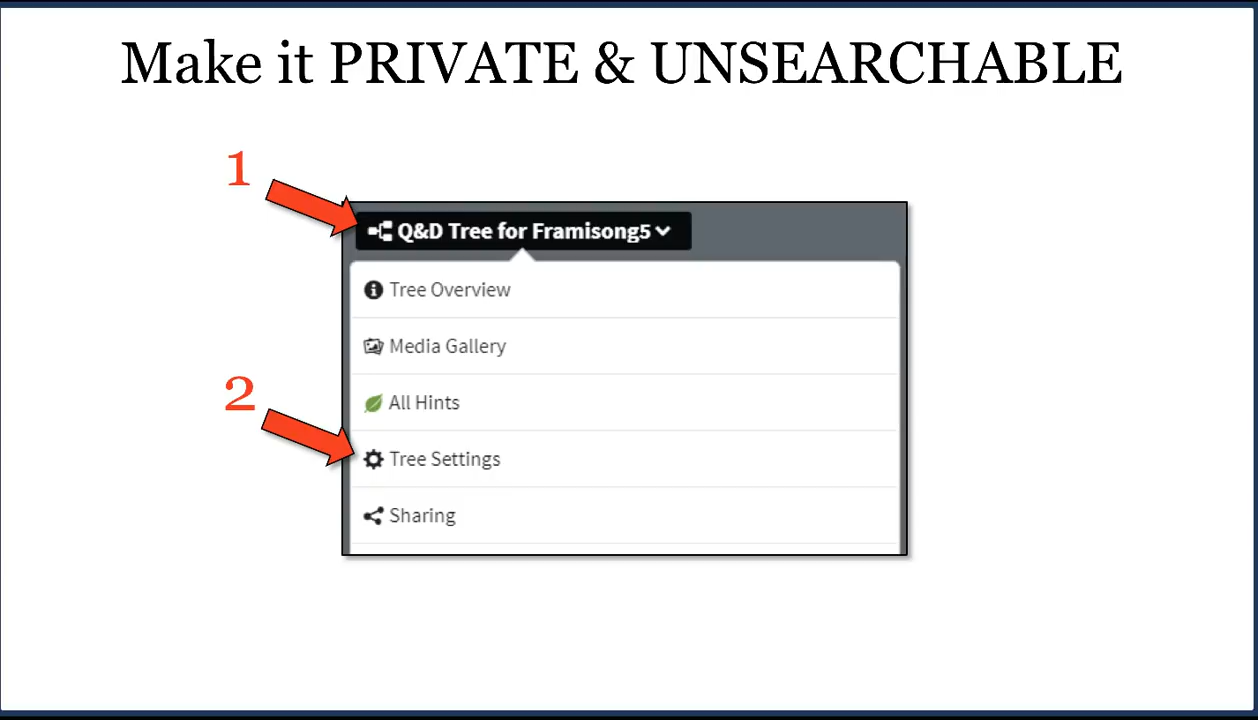 Make it PRIVATE & UNSEARCHABLE
1
Q&D Tree for Framisong5
Tree Overview
Media Gallery
2
All Hints
Tree Settings
Sharing